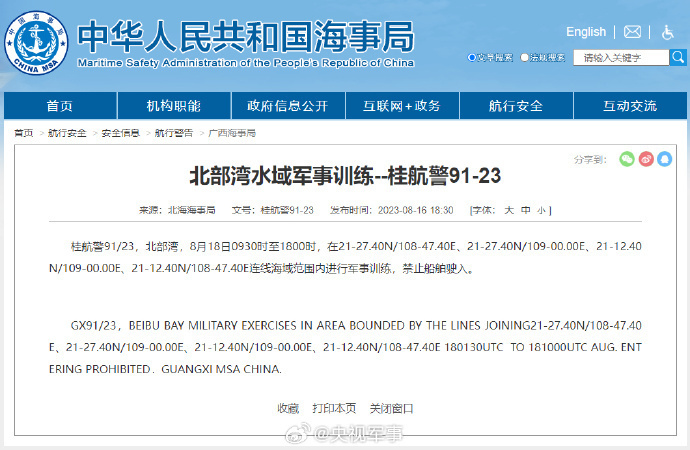 中国海事
CHINA MSA
中华人民共和国海事局
Maritime Safety Administration of the People's Republic of China
English
文章搜索 法规搜索 请输入关键字
首页 机构职能 政府信息公开 互联网+政务 航行安全 互动交流
首页 > 航行安全 > 安全信息 > 航行警告 > 广西海事局
分享到：
北部湾水域军事训练--桂航警91-23
来源：北海海事局 文号：桂航警91-23 发布时间：2023-08-16 18:30 [字体： 大 中 小 ]
桂航警91/23，北部湾，8月18日0930时至1800时，在21-27.40N/108-47.40E、21-27.40N/109-00.00E、21-12.40
N/109-00.00E、21-12.40N/108-47.40E连线海域范围内进行军事训练，禁止船舶驶入。
GX91/23，BEIBU BAY MILITARY EXERCISES IN AREA BOUNDED BY THE LINES JOINING21-27.40N/108-47.40
E、21-27.40N/109-00.00E、21-12.40N/109-00.00E、21-12.40N/108-47.40E 180130UTC TO 181000UTC AUG. ENT
ERING PROHIBITED．GUANGXI MSA CHINA.
收藏 打印本页 关闭窗口
@央视军事